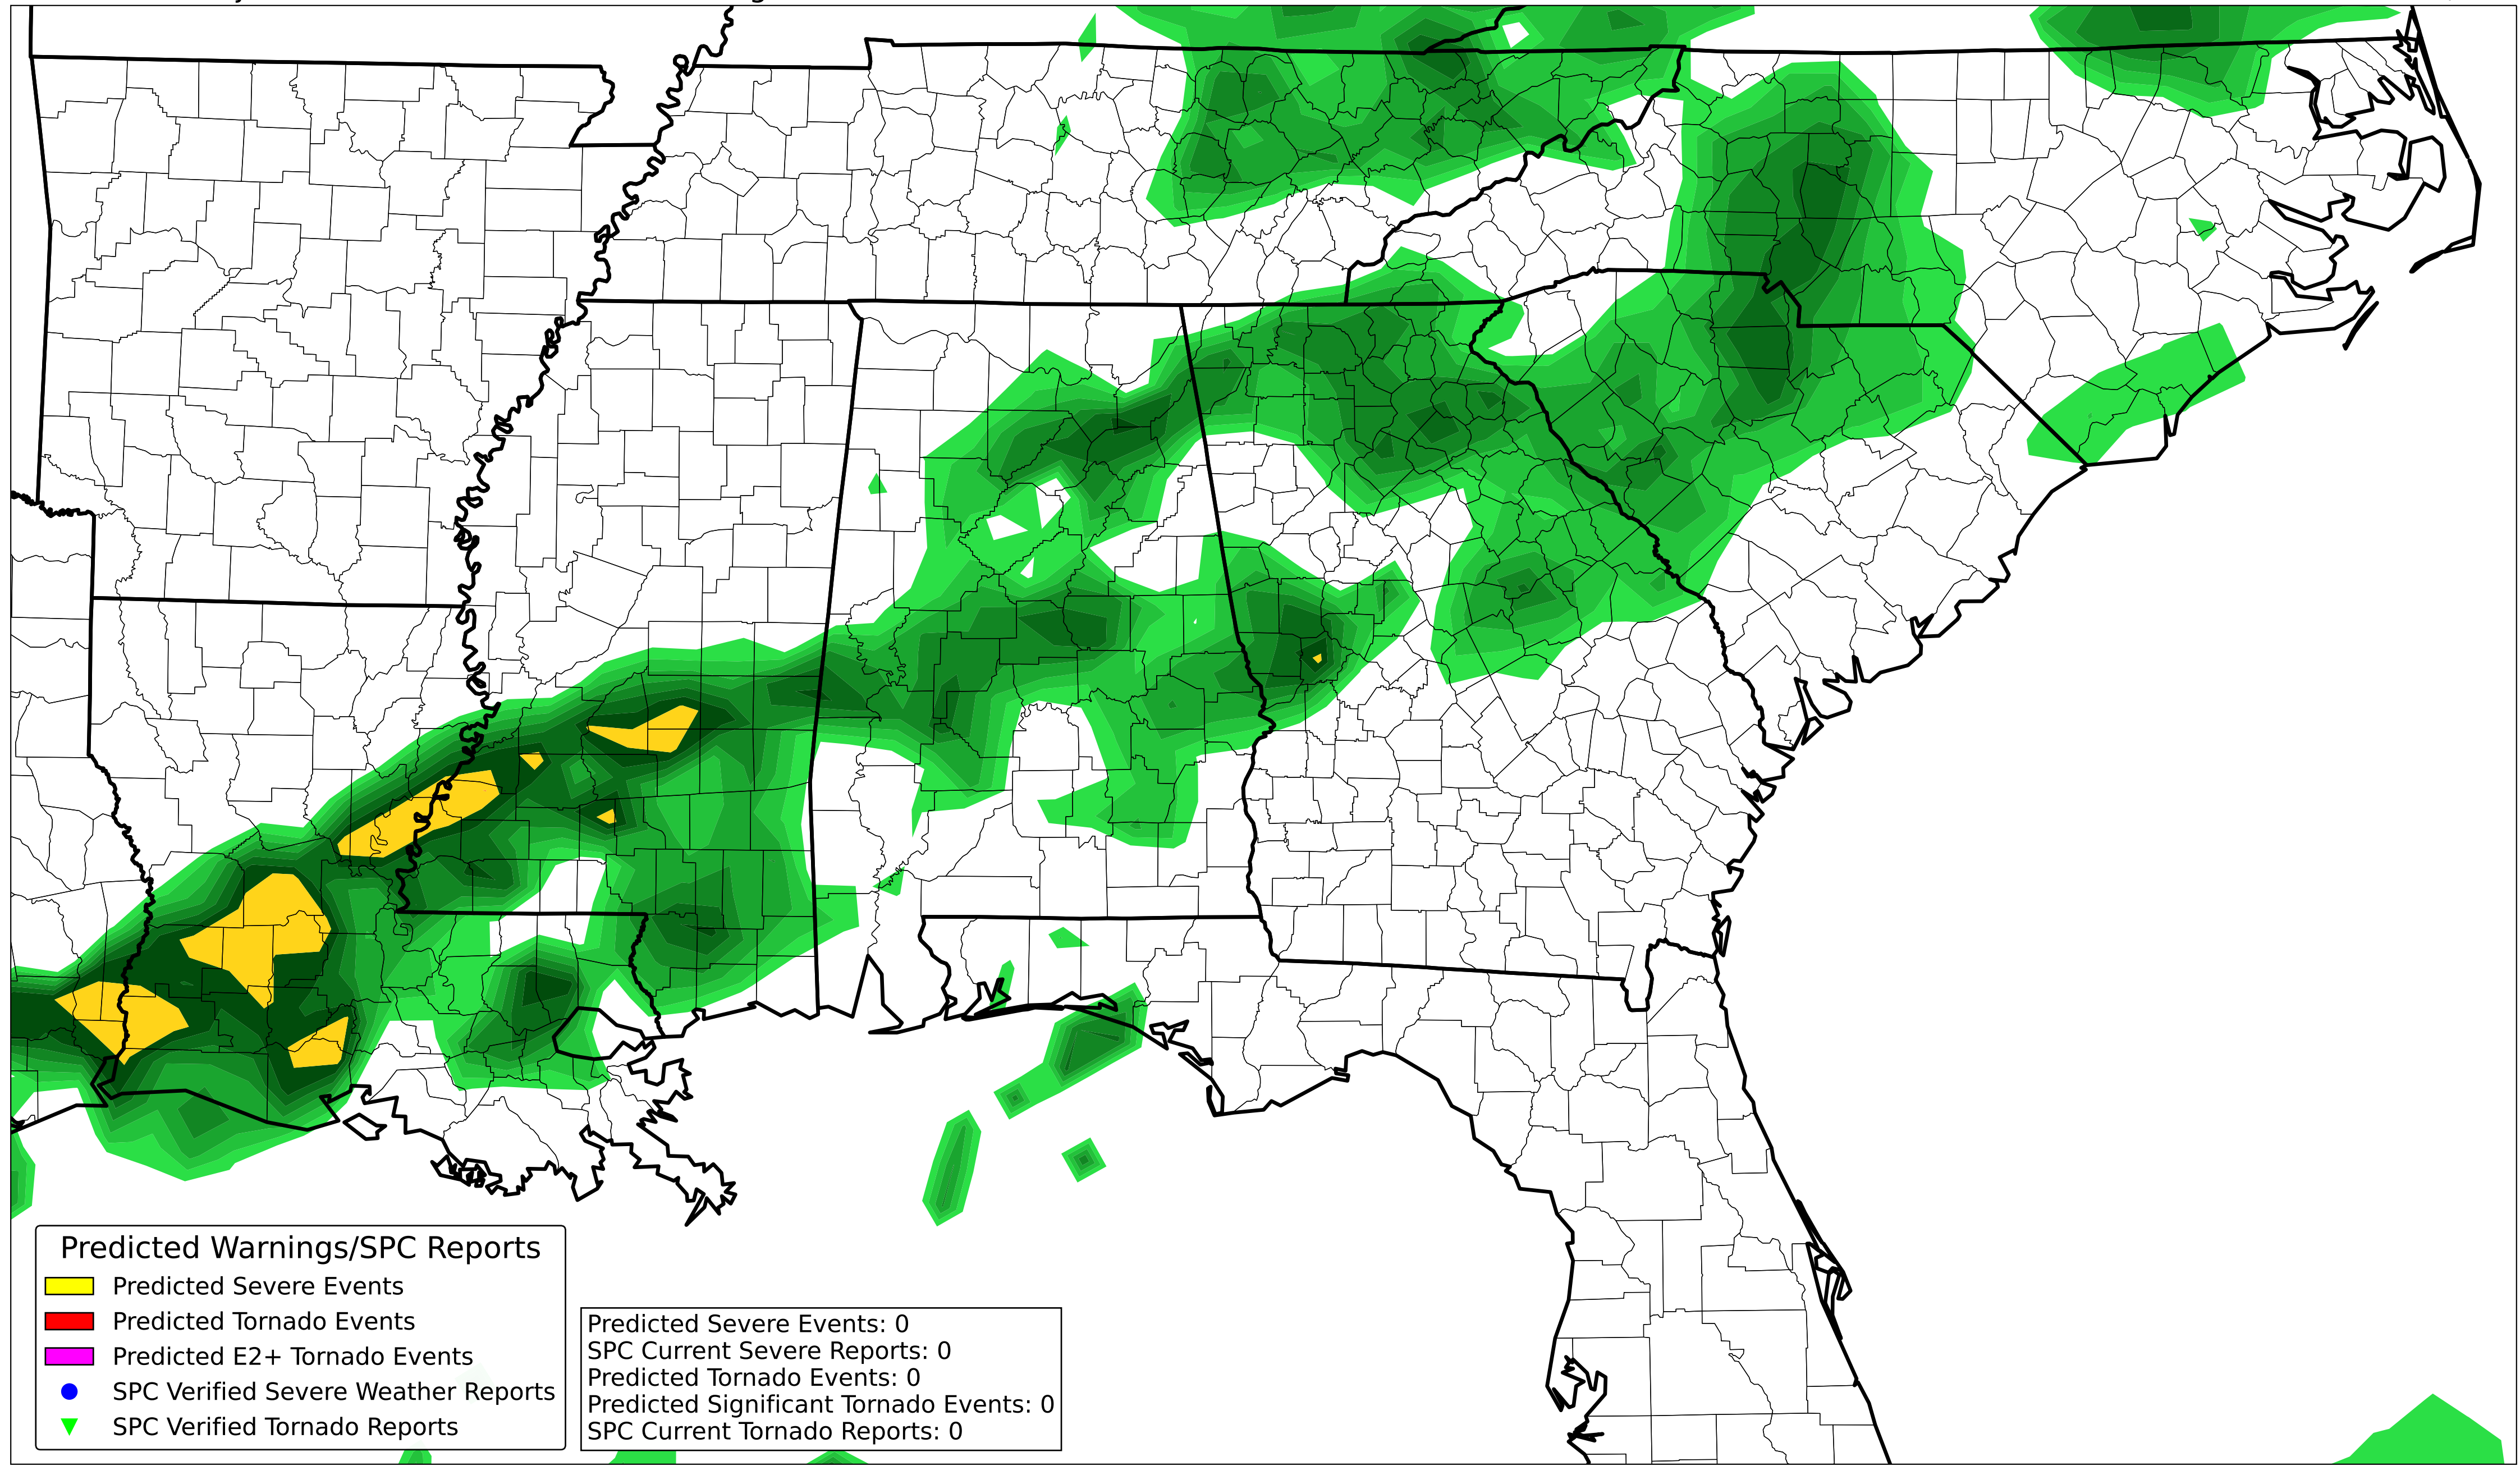 Predicted Warnings/SPC Reports
Predicted Severe Events
Predicted Tornado Events
Predicted E2+ Tornado Events
SPC Verified Severe Weather Reports
SPC Verified Tornado Reports
Predicted Severe Events: 0
SPC Current Severe Reports: 0
Predicted Tornado Events: 0
Predicted Significant Tornado Events: 0
SPC Current Tornado Reports: 0